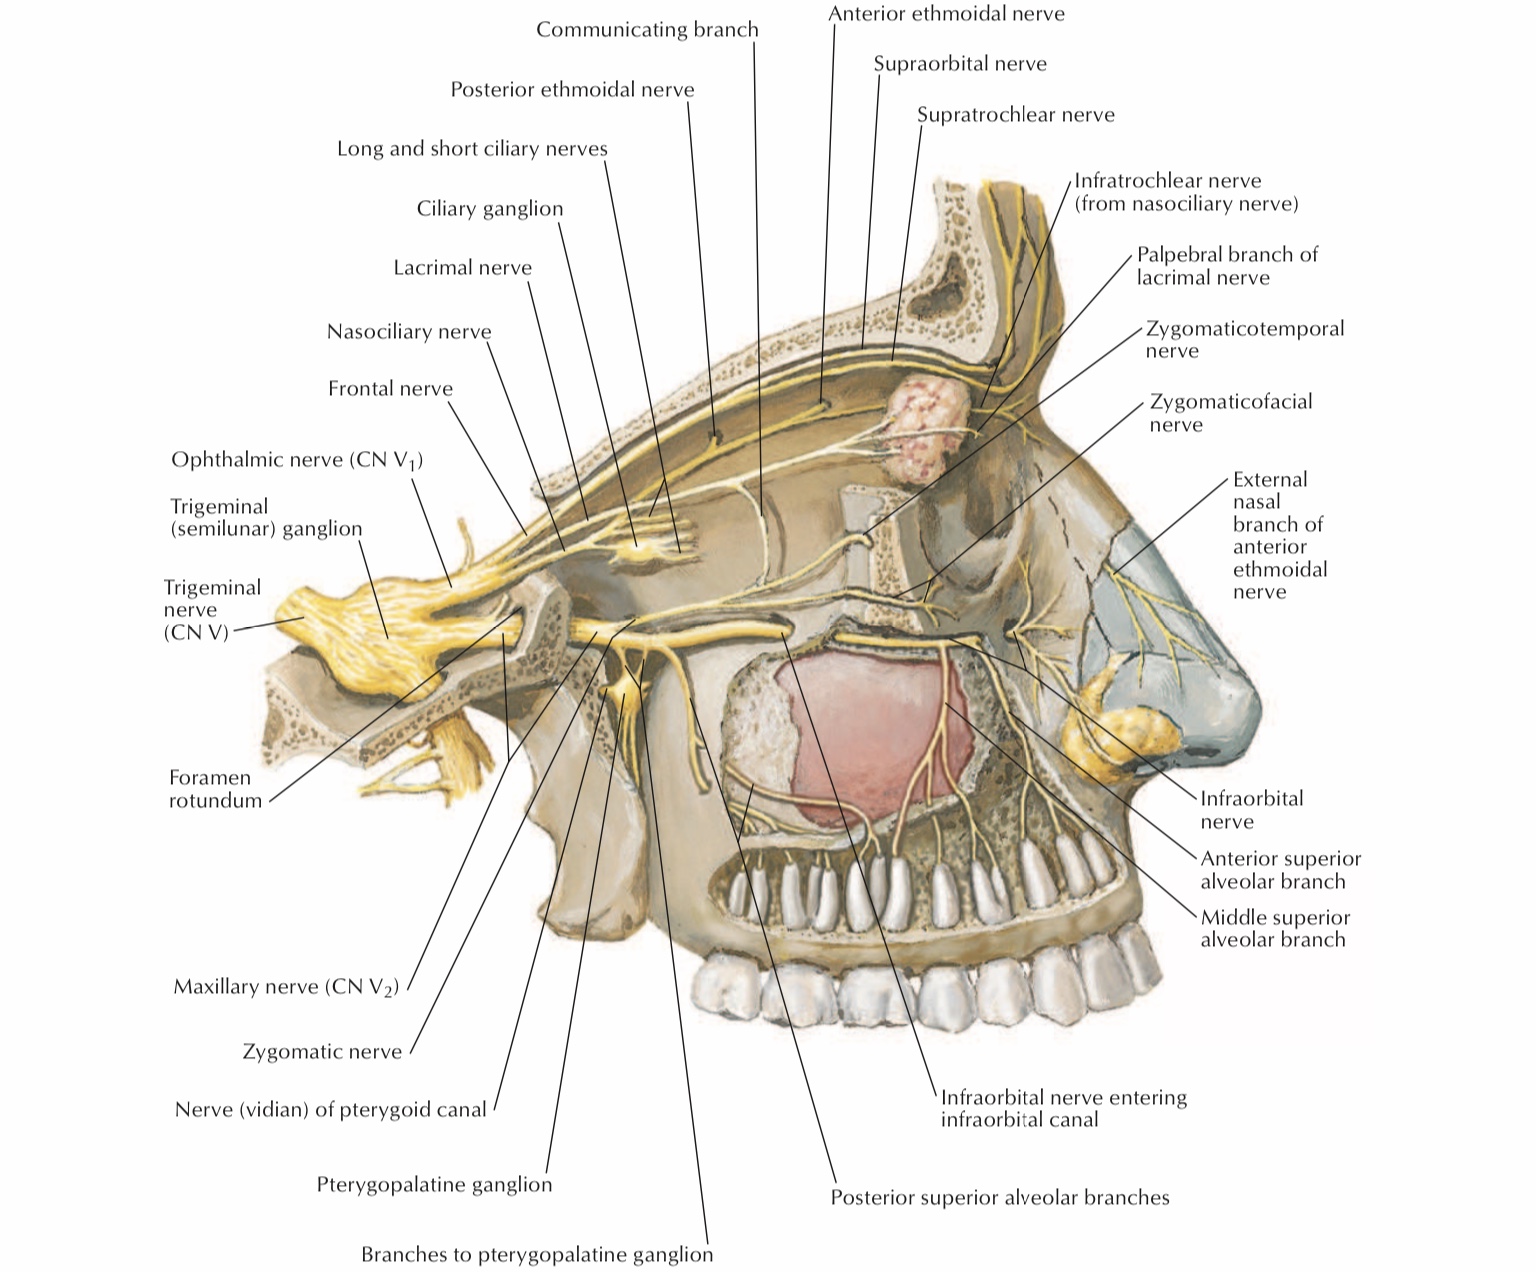 Anterior ethmoidal nerve
Communicating branch
Supraorbital nerve
Posterior ethmoidal nerve
Supratrochlear nerve
Long and short ciliary nerves
Infratrochlear nerve
(from nasociliary nerve)
Ciliary ganglion
Palpebral branch of
lacrimal nerve
Lacrimal nerve
Zygomaticotemporal
nerve
Nasociliary nerve
Frontal nerve
Zygomaticofacial
nerve
Ophthalmic nerve (CN V₁)
External
nasal
branch of
anterior
ethmoidal
nerve
Trigeminal
(semilunar) ganglion
Trigeminal
nerve
(CN V)
Foramen
rotundum
Infraorbital
nerve
Anterior superior
alveolar branch
Middle superior
alveolar branch
Maxillary nerve (CN V₂)
Zygomatic nerve
Nerve (vidian) of pterygoid canal
Infraorbital nerve entering
infraorbital canal
Pterygopalatine ganglion
Posterior superior alveolar branches
Branches to pterygopalatine ganglion